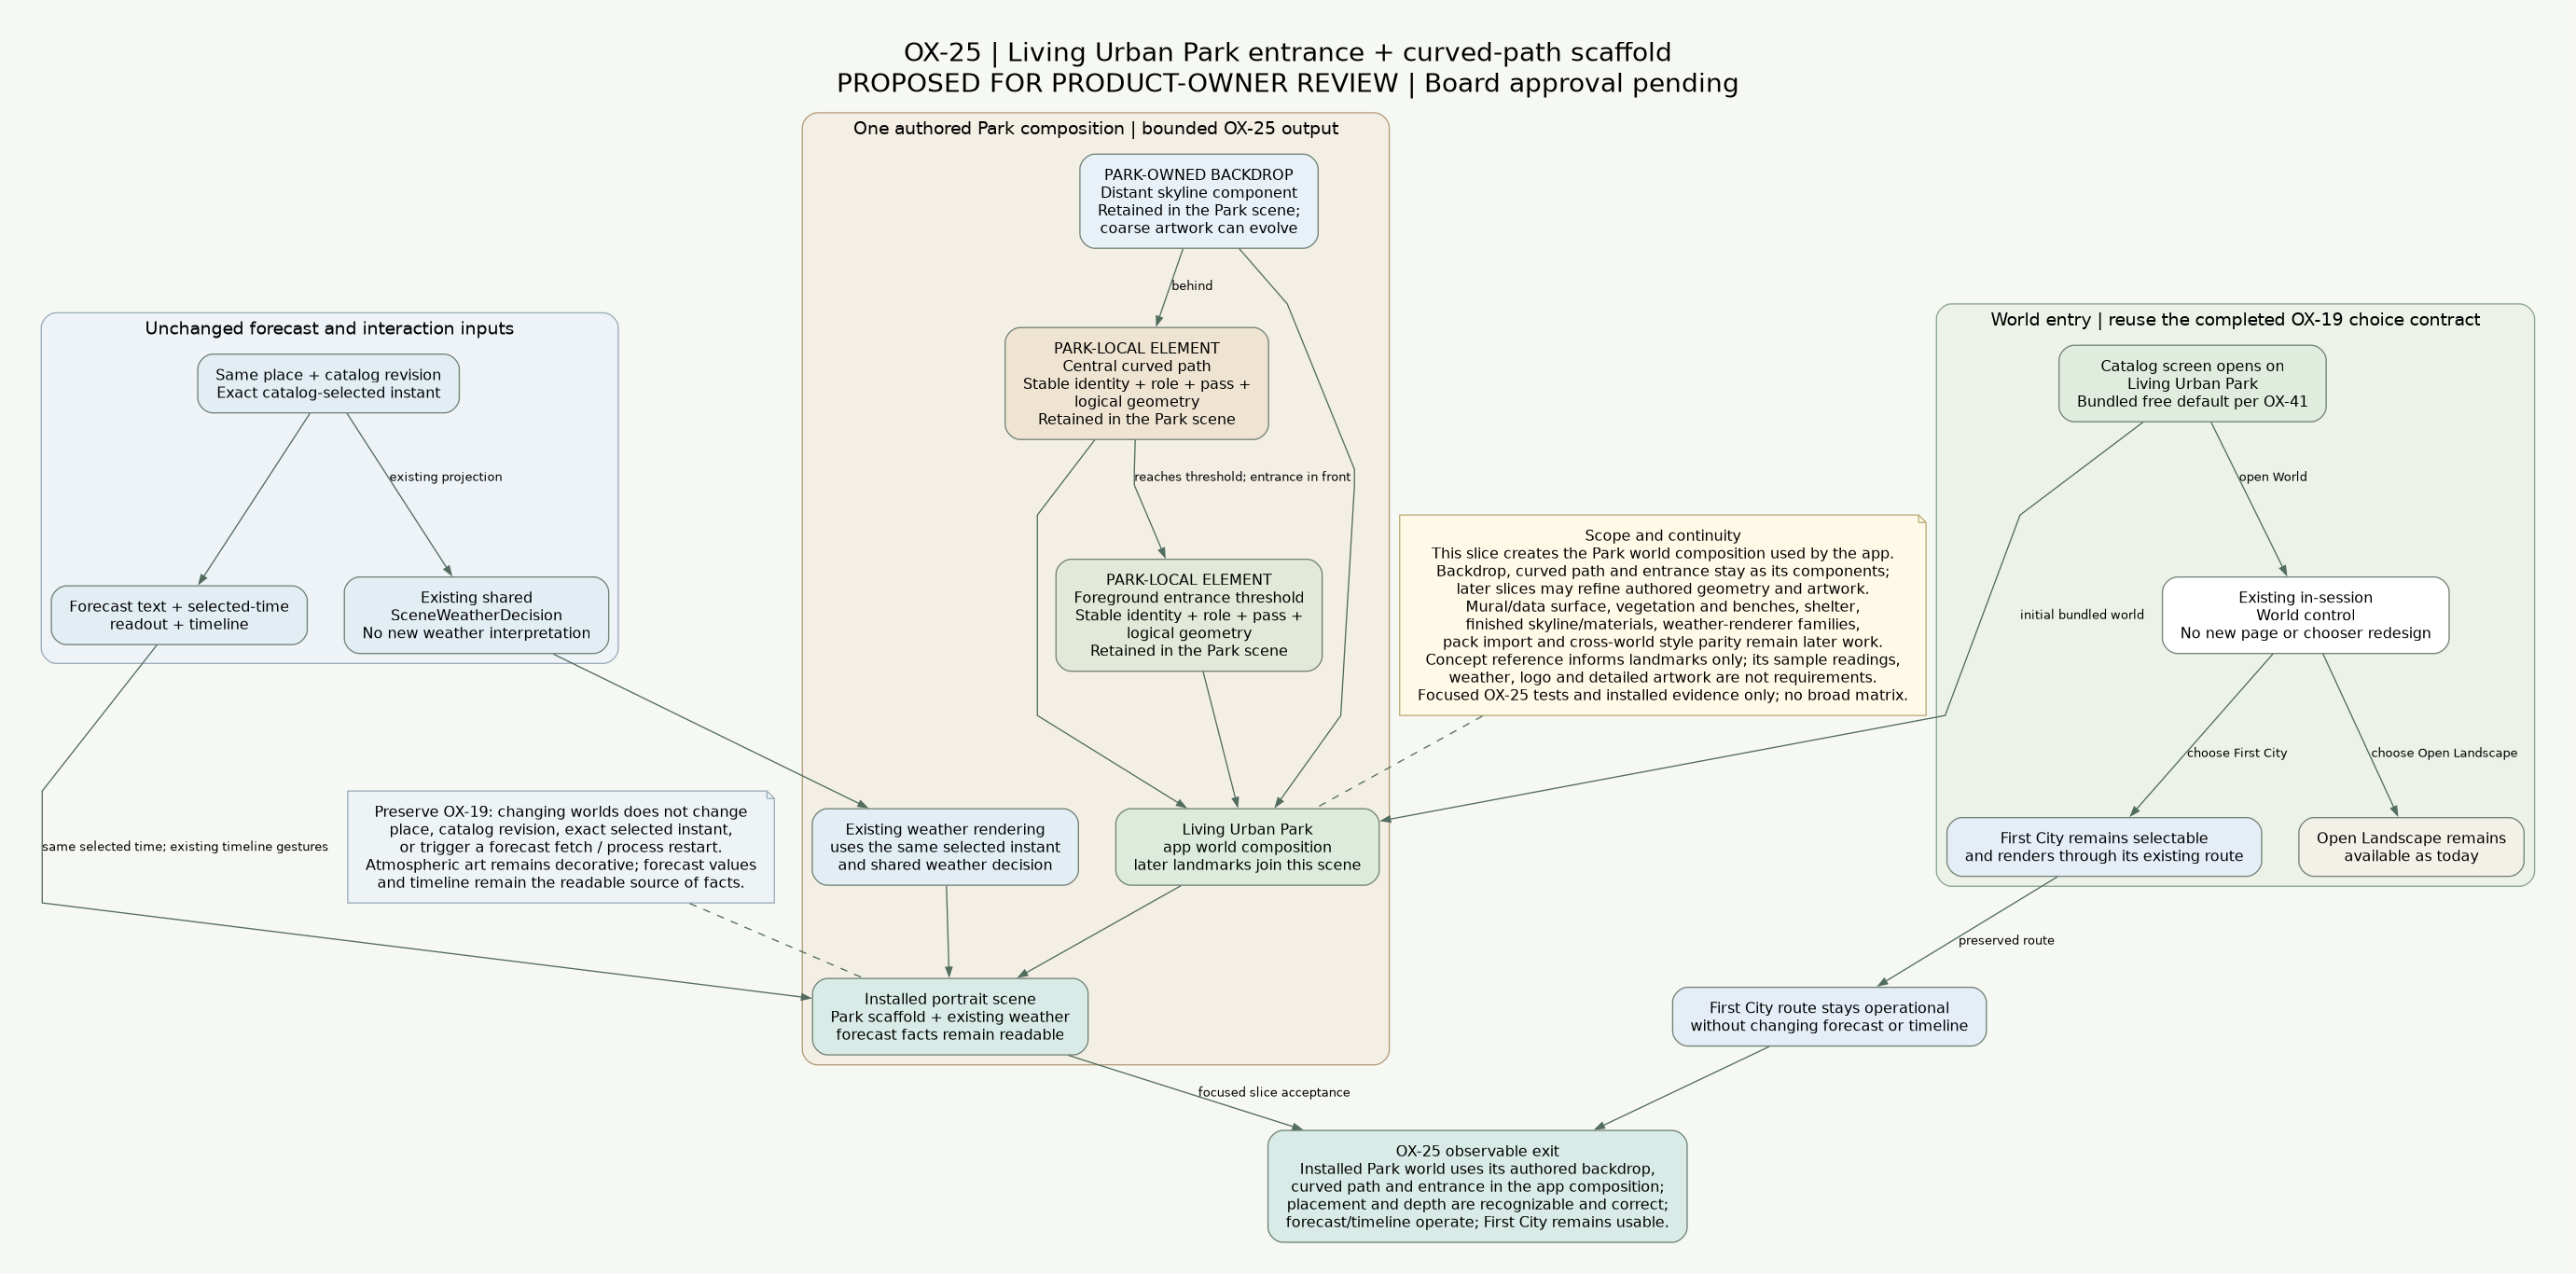 OX-25 | Living Urban Park entrance + curved-path scaffold
PROPOSED FOR PRODUCT-OWNER REVIEW | Board approval pending
One authored Park composition | bounded OX-25 output
PARK-OWNED BACKDROP
Distant skyline component
Retained in the Park scene;
coarse artwork can evolve
behind
PARK-LOCAL ELEMENT
Central curved path
Stable identity + role + pass +
logical geometry
Retained in the Park scene
reaches threshold; entrance in front
PARK-LOCAL ELEMENT
Foreground entrance threshold
Stable identity + role + pass +
logical geometry
Retained in the Park scene
Unchanged forecast and interaction inputs
Same place + catalog revision
Exact catalog-selected instant
existing projection
Forecast text + selected-time
readout + timeline
Existing shared
SceneWeatherDecision
No new weather interpretation
World entry | reuse the completed OX-19 choice contract
Catalog screen opens on
Living Urban Park
Bundled free default per OX-41
open World
initial bundled world
Existing in-session
World control
No new page or chooser redesign
choose First City
choose Open Landscape
First City remains selectable
and renders through its existing route
Open Landscape remains
available as today
Scope and continuity
This slice creates the Park world composition used by the app.
Backdrop, curved path and entrance stay as its components;
later slices may refine authored geometry and artwork.
Mural/data surface, vegetation and benches, shelter,
finished skyline/materials, weather-renderer families,
pack import and cross-world style parity remain later work.
Concept reference informs landmarks only; its sample readings,
weather, logo and detailed artwork are not requirements.
Focused OX-25 tests and installed evidence only; no broad matrix.
same selected time; existing timeline gestures
Preserve OX-19: changing worlds does not change
place, catalog revision, exact selected instant,
or trigger a forecast fetch / process restart.
Atmospheric art remains decorative; forecast values
and timeline remain the readable source of facts.
Existing weather rendering
uses the same selected instant
and shared weather decision
Living Urban Park
app world composition
later landmarks join this scene
preserved route
Installed portrait scene
Park scaffold + existing weather
forecast facts remain readable
First City route stays operational
without changing forecast or timeline
focused slice acceptance
OX-25 observable exit
Installed Park world uses its authored backdrop,
curved path and entrance in the app composition;
placement and depth are recognizable and correct;
forecast/timeline operate; First City remains usable.